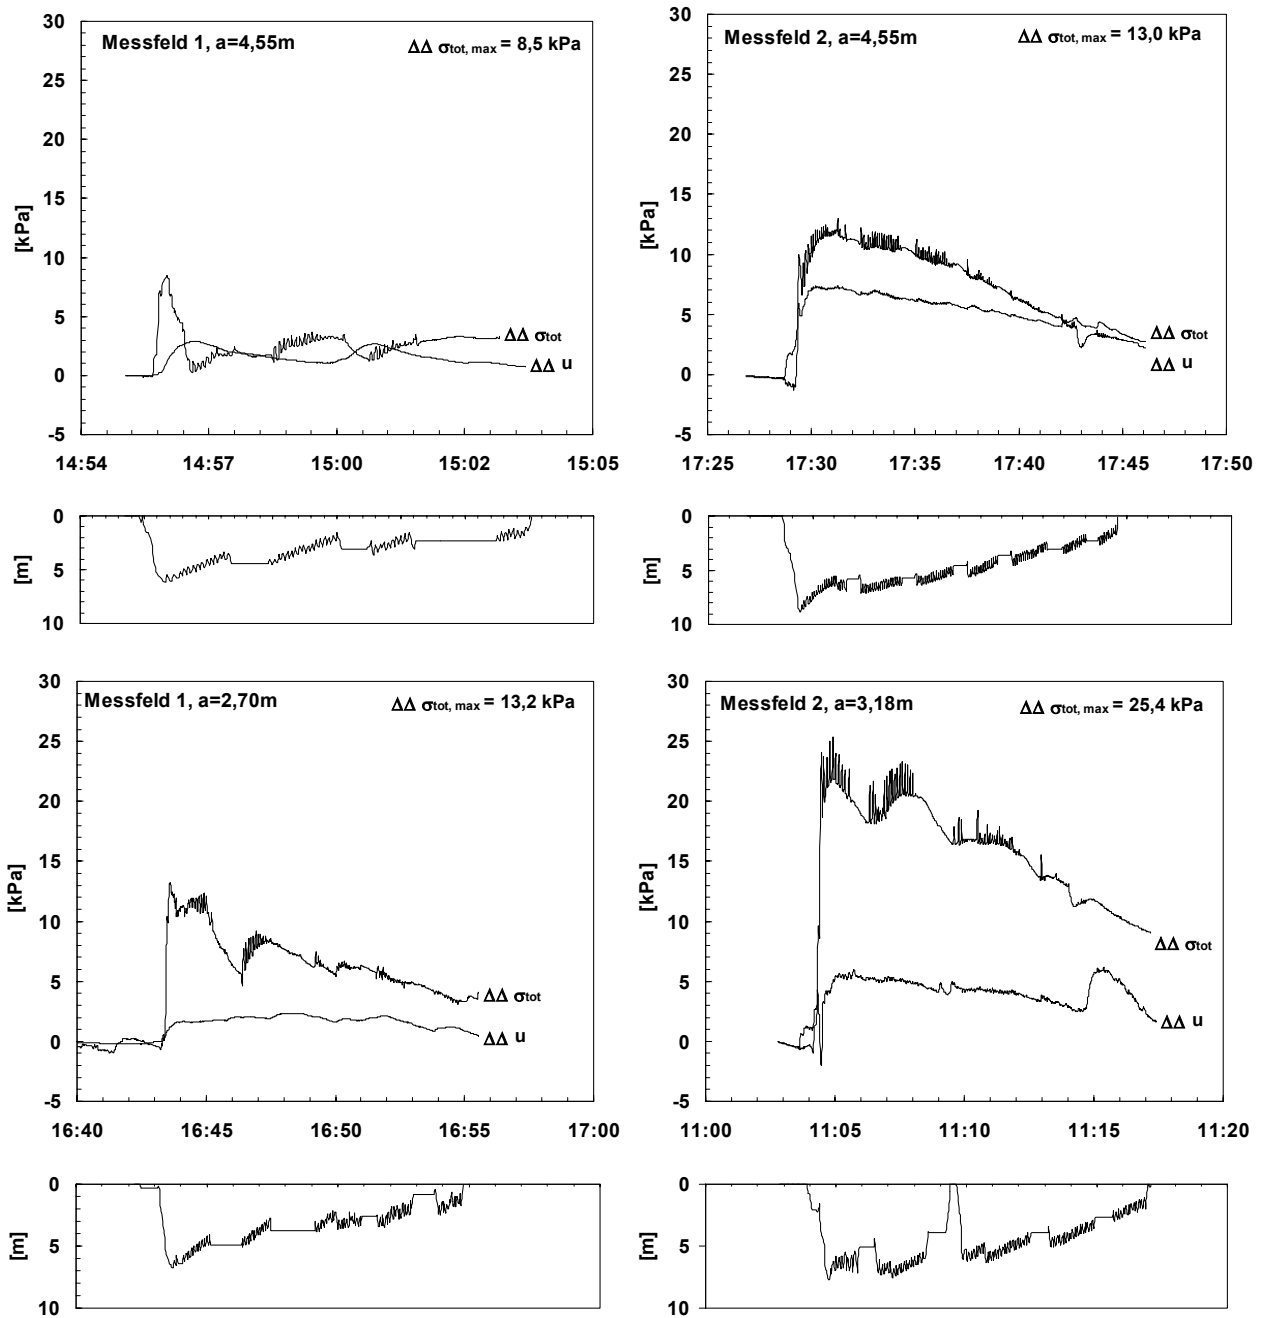 Messfeld 1, a=4,55m
ΔΔ σtot, max = 8,5 kPa
[kPa]
30
25
20
15
10
5
0
-5
ΔΔ σtot
ΔΔ u
14:54 14:57 15:00 15:02 15:05
[m]
0
5
10
Messfeld 2, a=4,55m
ΔΔ σtot, max = 13,0 kPa
[kPa]
30
25
20
15
10
5
0
-5
ΔΔ σtot
ΔΔ u
17:25 17:30 17:35 17:40 17:45 17:50
[m]
0
5
10
Messfeld 1, a=2,70m
ΔΔ σtot, max = 13,2 kPa
[kPa]
30
25
20
15
10
5
0
-5
ΔΔ σtot
ΔΔ u
16:40 16:45 16:50 16:55 17:00
[m]
0
5
10
Messfeld 2, a=3,18m
ΔΔ σtot, max = 25,4 kPa
[kPa]
30
25
20
15
10
5
0
-5
ΔΔ σtot
ΔΔ u
11:00 11:05 11:10 11:15 11:20
[m]
0
5
10